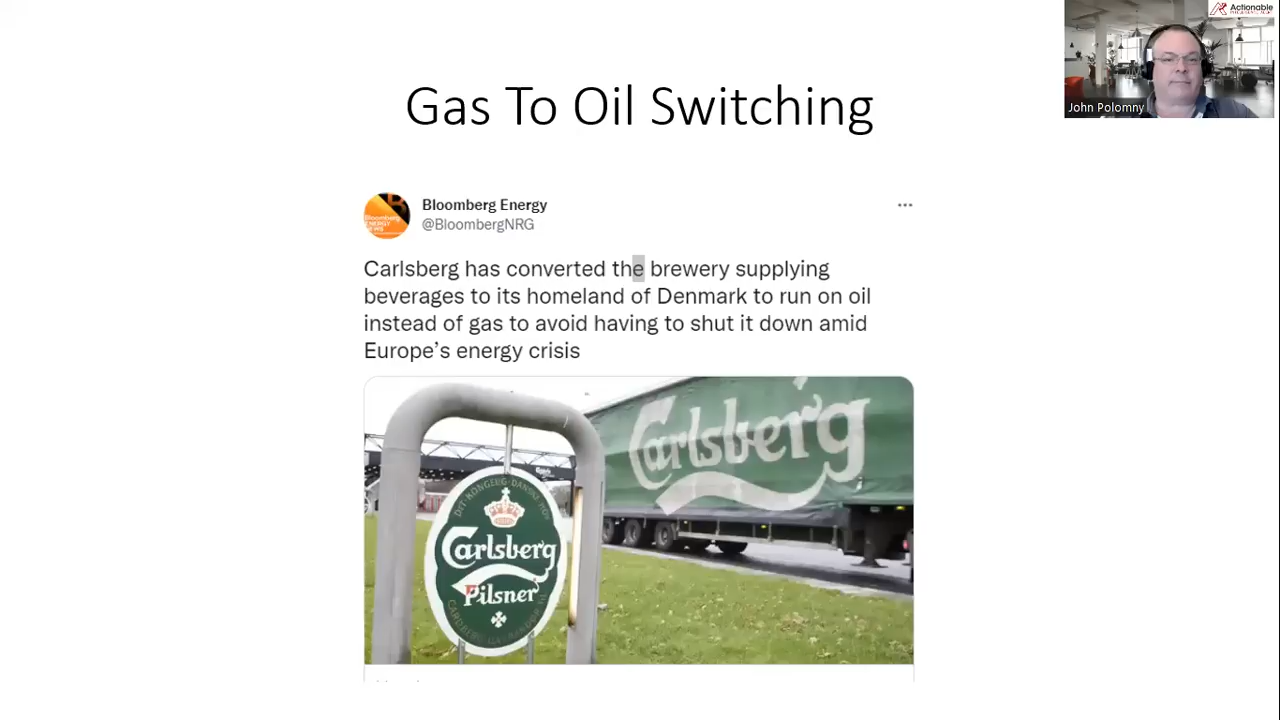 Actionable
John Polomny
Gas To Oil Switching
Bloomberg Energy
@BloombergNRG
Carlsberg has converted the brewery supplying
beverages to its homeland of Denmark to run on oil
instead of gas to avoid having to shut it down amid
Europe's energy crisis
Carlsberg
Carlsberg
Pilsner